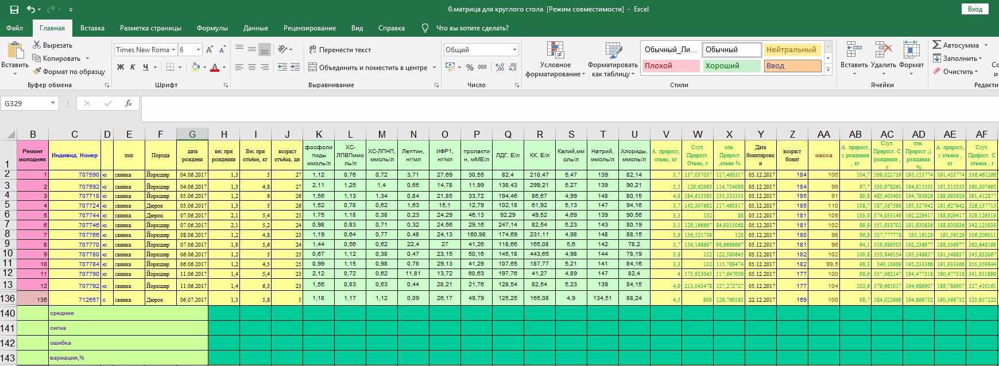 0.матрица для круглого стола  [Режим совместимости]  -  Excel
Вход
Файл Главная Вставка Разметка страницы Формулы Данные Рецензирование Вид Справка Что вы хотите сделать?
Вставить
Вырезать
Копировать
Формат по образцу
Буфер обмена
Times New Roma 6
Ж К Ч
Шрифт
Перенести текст
Объединить и поместить в центре
Выравнивание
Общий
% 000
Число
Условное форматирование
Форматировать как таблицу
Обычный_Ли... Обычный Нейтральный
Плохой Хороший Ввод
Стили
Вставить Удалить Формат
Ячейки
Автосумма
Заполнить
Очистить
Редакти
G329
B C D E F G H I J K L M N O P Q R S T U V W X Y Z AA AB AC AD AE AF
1 Ремонт молодняк Индивид. Номер пол Порода дата рождени вес при рождении Вес при отъёме, кг возраст отъёма, дн фосфоли пиды ммоль/л ХС-ЛПВПммо ль/л ХС-ЛПНП, ммоль/л Лептин, нг/мл ИФР1, нг/мл пролакти н, мМЕ/л ЛДГ, Е/л КК, Е/л Калий,мм оль/л Натрий, ммоль/л Хлориды, ммоль/л А. прирост, отьем, кг Ссут. Прирост. Отьем, г отн. Прирост ,отьем % Дата бонитировк и возраст бонит масса А. прирост, с рождения , кг Ссут. Прирост. С рождения , г отн. Прирост ,с рождения % А. прирост, с отьема , кг Ссут. Прирост. С отьема , г
2 1 707590 ю свинка Йоркшир 04.06.2017 1,3 5 27 1,12 0,76 0,72 3,71 27,69 30,55 82,4 210,47 5,47 139 82,14 3,7 137,037037 117,460317 05.12.2017 184 106 104,7 569,021739 195,153774 191,453774 336,461266
3 2 707592 ю свинка Йоркшир 04.06.2017 1,3 4,8 27 2,11 1,25 1,4 0,65 14,78 11,99 138,43 299,21 5,27 139 90,21 3,5 129,62963 114,754098 05.12.2017 184 99 97,7 530,978261 194,815553 191,315553 360,307695
4 3 707718 ю свинка Йоркшир 05.06.2017 1,2 6 26 1,56 1,13 1,34 0,84 21,85 33,72 194,46 86,67 4,99 148 80,15 4,8 184,615385 133,333333 05.12.2017 185 91 89,8 485,405405 194,793926 189,993926 391,412877
5 4 707724 ю свинка Дюрок 05.06.2017 1,3 5 26 1,52 0,78 0,62 1,63 15,1 12,79 102,18 61,92 5,13 147 94,16 3,7 142,307692 117,460317 05.12.2017 185 110 108,7 587,567568 195,327942 191,627942 326,137713
6 5 707744 ю свинка Дюрок 07.06.2017 2,1 5,4 25 1,75 1,18 0,38 0,23 24,29 46,13 92,29 49,52 4,69 139 90,56 3,3 132 88 05.12.2017 181 106 103,9 574,033149 192,229417 188,929417 329,126319
7 6 707746 ю свинка Йоркшир 07.06.2017 2,1 5,2 24 0,98 0,83 0,71 0,32 24,56 29,16 247,14 82,54 5,23 143 80,19 3,1 129,166667 84,9315068 05.12.2017 181 102 99,9 551,933702 191,930836 188,830836 342,125939
8 7 707766 ю свинка Йоркшир 08.06.2017 1,2 4,8 23 1,19 0,64 0,77 0,48 24,13 160,98 174,69 231,11 4,98 148 88,15 3,6 156,521739 120 05.12.2017 180 98 96,8 537,777778 195,16129 191,56129 356,209011
9 8 707770 ю свинка Йоркшир 07.06.2017 1,9 5,6 24 1,44 0,56 0,62 22,4 27 41,26 118,66 165,08 5,6 142 78,2 3,7 154,166667 98,6666667 05.12.2017 181 96 94,1 519,889503 192,236977 188,536977 362,648169
10 9 707780 ю свинка Йоркшир 06.06.2017 1,2 5 25 0,67 1,12 0,38 0,47 23,15 50,16 145,18 443,65 4,98 144 78,19 3,8 152 122,580645 05.12.2017 182 102 100,8 553,846154 195,348837 191,548837 345,852067
11 10 707784 ю свинка Йоркшир 06.06.2017 1,2 4,5 25 0,99 1,15 0,98 0,78 29,13 41,29 107,65 187,77 5,21 141 84,16 3,3 132 115,789474 05.12.2017 182 99,5 98,3 540,10989 195,233366 191,933366 355,359844
12 11 707790 ю свинка Йоркшир 11.06.2017 1,4 5,4 23 2,12 0,72 0,62 11,81 13,72 60,63 197,76 41,27 4,89 147 82,4 4 173,913043 117,647059 05.12.2017 177 100 98,6 557,062147 194,477318 190,477318 341,931899
13 12 707792 ю свинка Йоркшир 11.06.2017 1,4 6,3 23 1,56 0,83 0,63 0,44 28,21 21,76 128,54 82,54 5,23 139 84,15 4,9 213,043478 127,272727 05.12.2017 177 104 102,6 579,661017 194,686907 189,786907 327,410161
136 135 712657 с свинка Дюрок 06.07.2017 1,3 5,8 5 1,18 1,17 1,12 0,09 26,17 49,79 125,25 165,08 4,9 134,51 88,24 4,5 900 126,760563 22.12.2017 169 100 98,7 584,023669 194,866732 190,366732 325,957222
140 среднее
141 сигма
142 ошибка
143 вариация,%